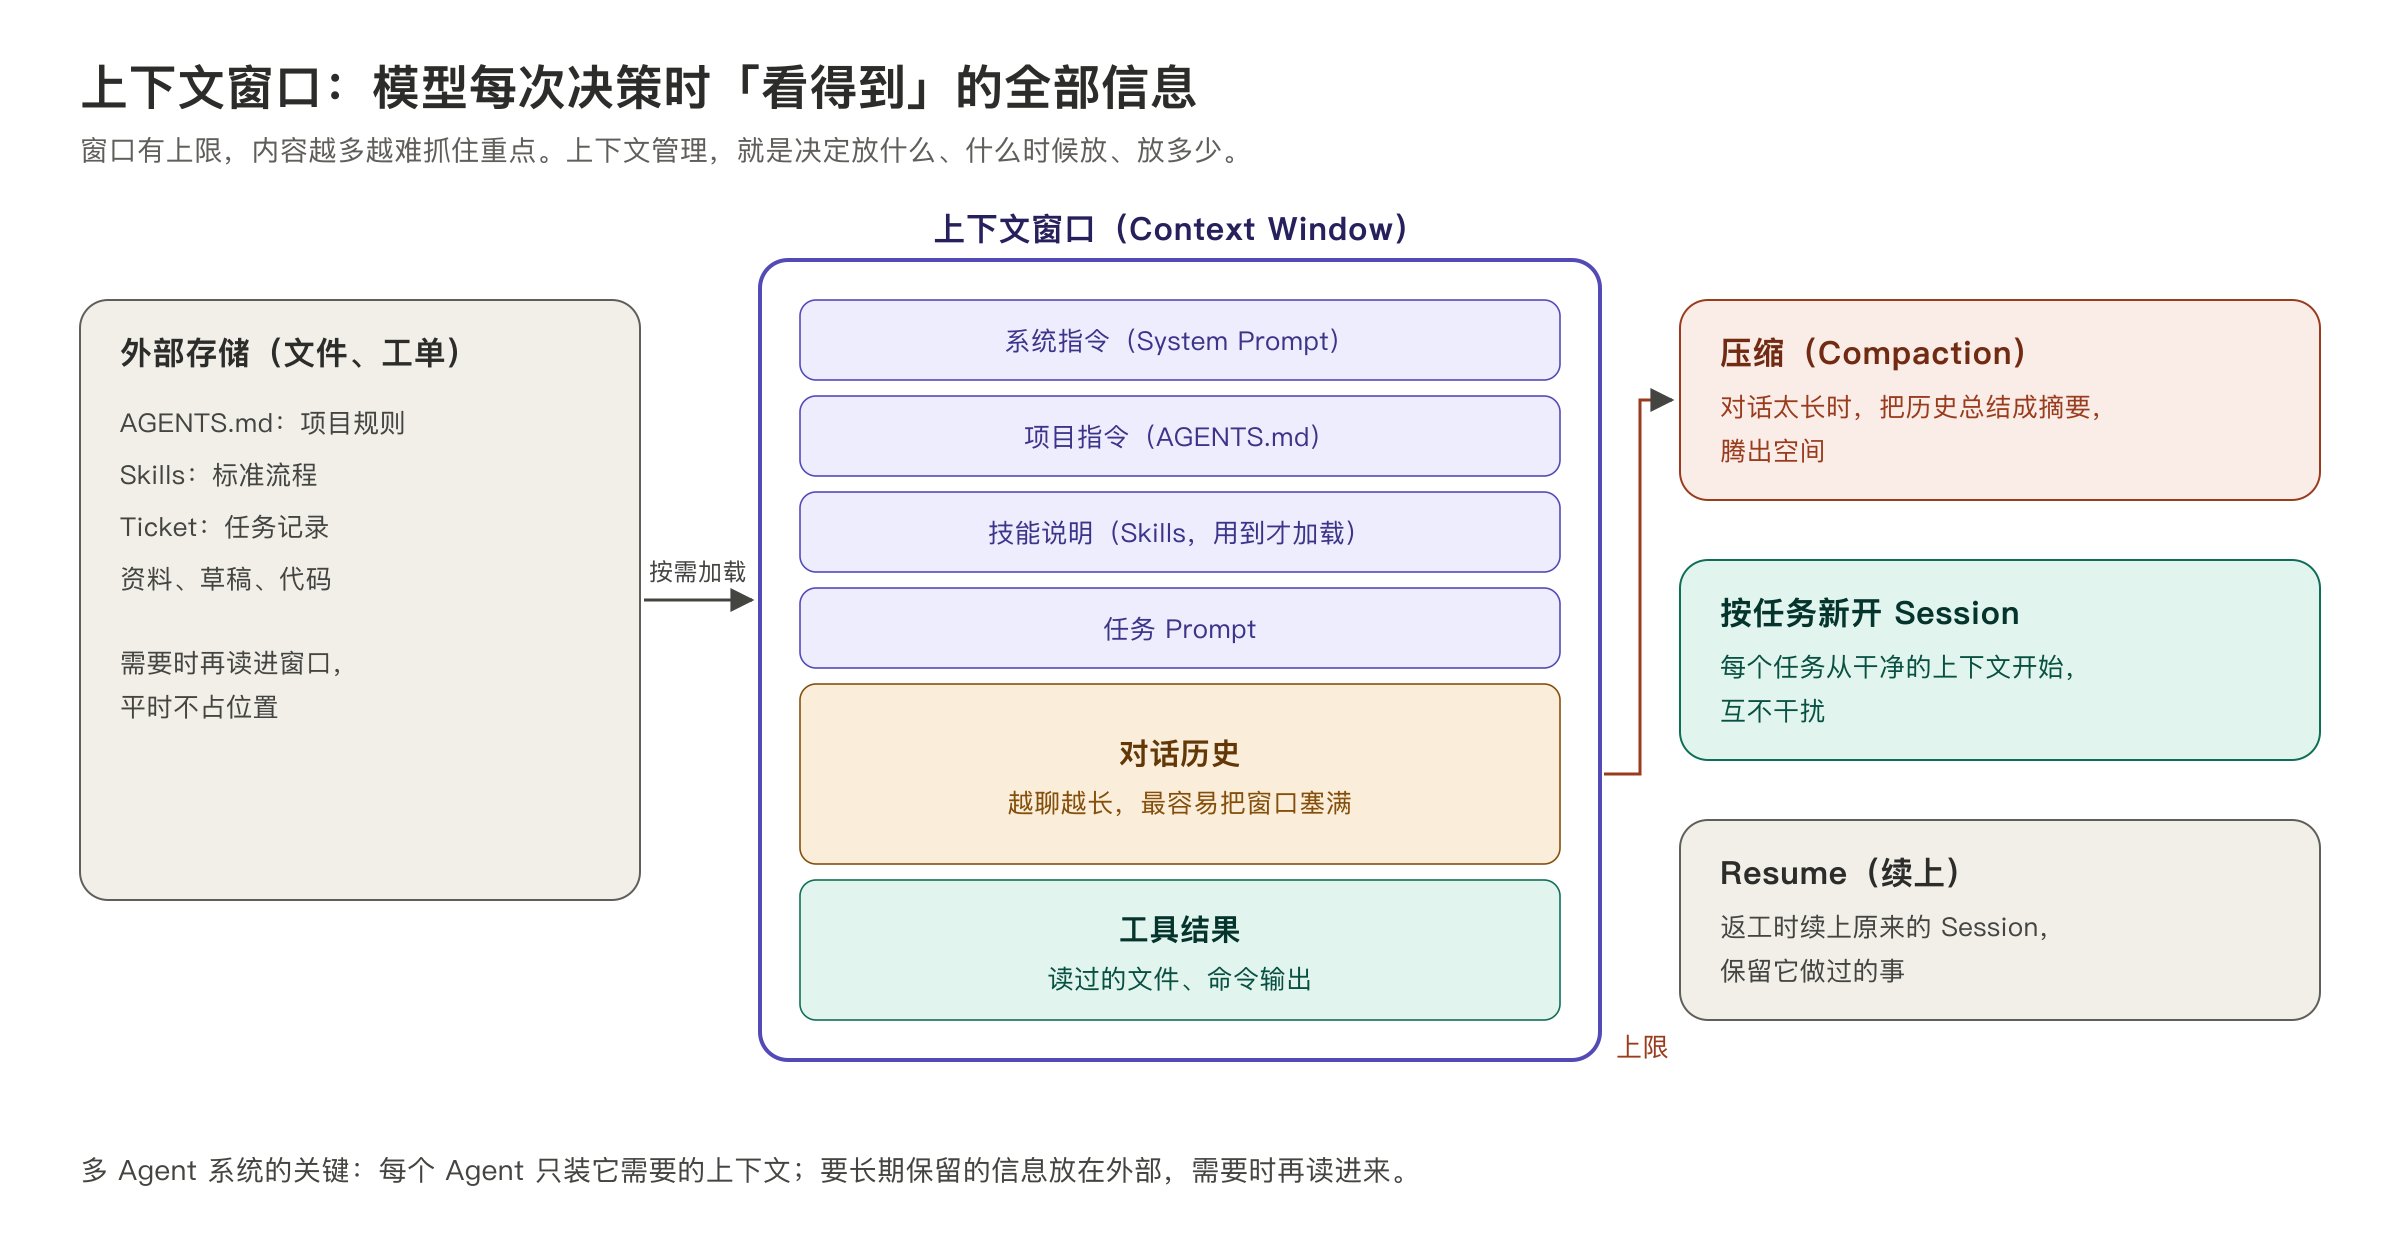 上下文窗口：模型每次决策时「看得到」的全部信息
窗口有上限，内容越多越难抓住重点。上下文管理，就是决定放什么、什么时候放、放多少。
外部存储（文件、工单）
AGENTS.md：项目规则
Skills：标准流程
Ticket：任务记录
资料、草稿、代码
需要时再读进窗口，
平时不占位置
按需加载
上下文窗口（Context Window）
系统指令（System Prompt）
项目指令（AGENTS.md）
技能说明（Skills，用到才加载）
任务 Prompt
对话历史
越聊越长，最容易把窗口塞满
工具结果
读过的文件、命令输出
上限
压缩（Compaction）
对话太长时，把历史总结成摘要，
腾出空间
按任务新开 Session
每个任务从干净的上下文开始，
互不干扰
Resume（续上）
返工时续上原来的 Session，
保留它做过的事
多 Agent 系统的关键：每个 Agent 只装它需要的上下文；要长期保留的信息放在外部，需要时再读进来。